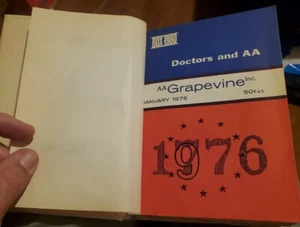 Doctors and AA
AA Grapevine Inc.
JANUARY 1976
50¢
1976